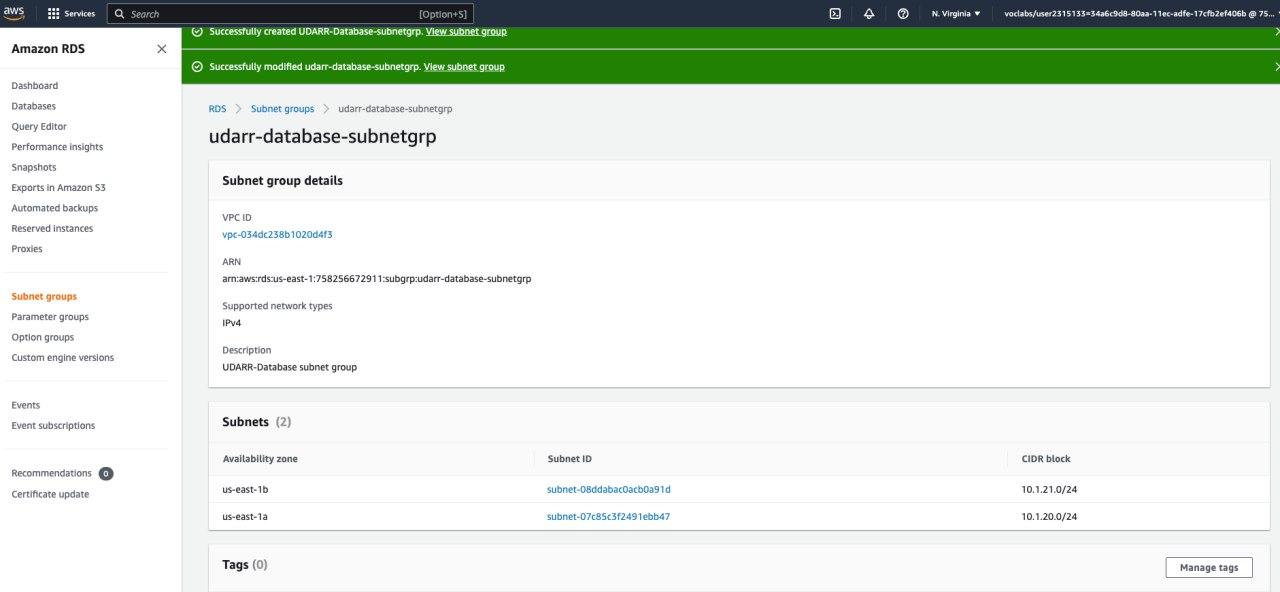 aws Services Search [Option+S] N. Virginia voclabs/user2315133=34a6c9d8-80aa-11ec-adfe-17cfb2ef406b @ 75...
Amazon RDS
Dashboard
Databases
Query Editor
Performance insights
Snapshots
Exports in Amazon S3
Automated backups
Reserved instances
Proxies
Subnet groups
Parameter groups
Option groups
Custom engine versions
Events
Event subscriptions
Recommendations 0
Certificate update
Successfully created UDARR-Database-subnetgrp. View subnet group
Successfully modified udarr-database-subnetgrp. View subnet group
RDS Subnet groups udarr-database-subnetgrp
udarr-database-subnetgrp
Subnet group details
VPC ID
vpc-034dc238b1020d4f3
ARN
arn:aws:rds:us-east-1:758256672911:subgrp:udarr-database-subnetgrp
Supported network types
IPv4
Description
UDARR-Database subnet group
Subnets (2)
Availability zone Subnet ID CIDR block
us-east-1b subnet-08ddabac0acb0a91d 10.1.21.0/24
us-east-1a subnet-07c85c3f2491ebb47 10.1.20.0/24
Tags (0)
Manage tags